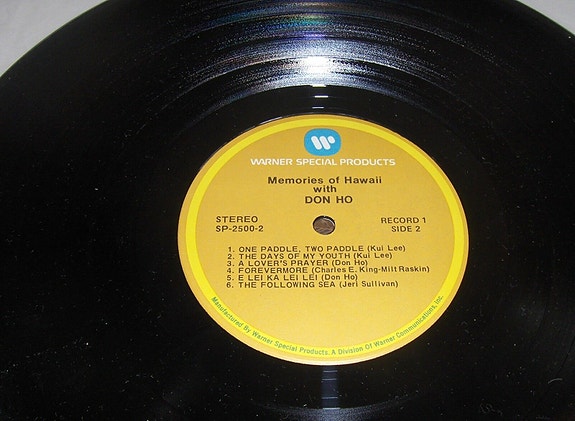 WARNER SPECIAL PRODUCTS
Memories of Hawaii
with
DON HO
STEREO
SP-2500-2
RECORD 1
SIDE 2
1. ONE PADDLE, TWO PADDLE (Kui Lee)
2. THE DAYS OF MY YOUTH (Kui Lee)
3. A LOVER'S PRAYER (Don Ho)
4. FOREVERMORE (Charles E. King-Milt Raskin)
5. E LEI KA LEI LEI (Don Ho)
6. THE FOLLOWING SEA (Jeri Sullivan)
Manufactured By Warner Special Products, A Division Of Warner Communications, Inc.